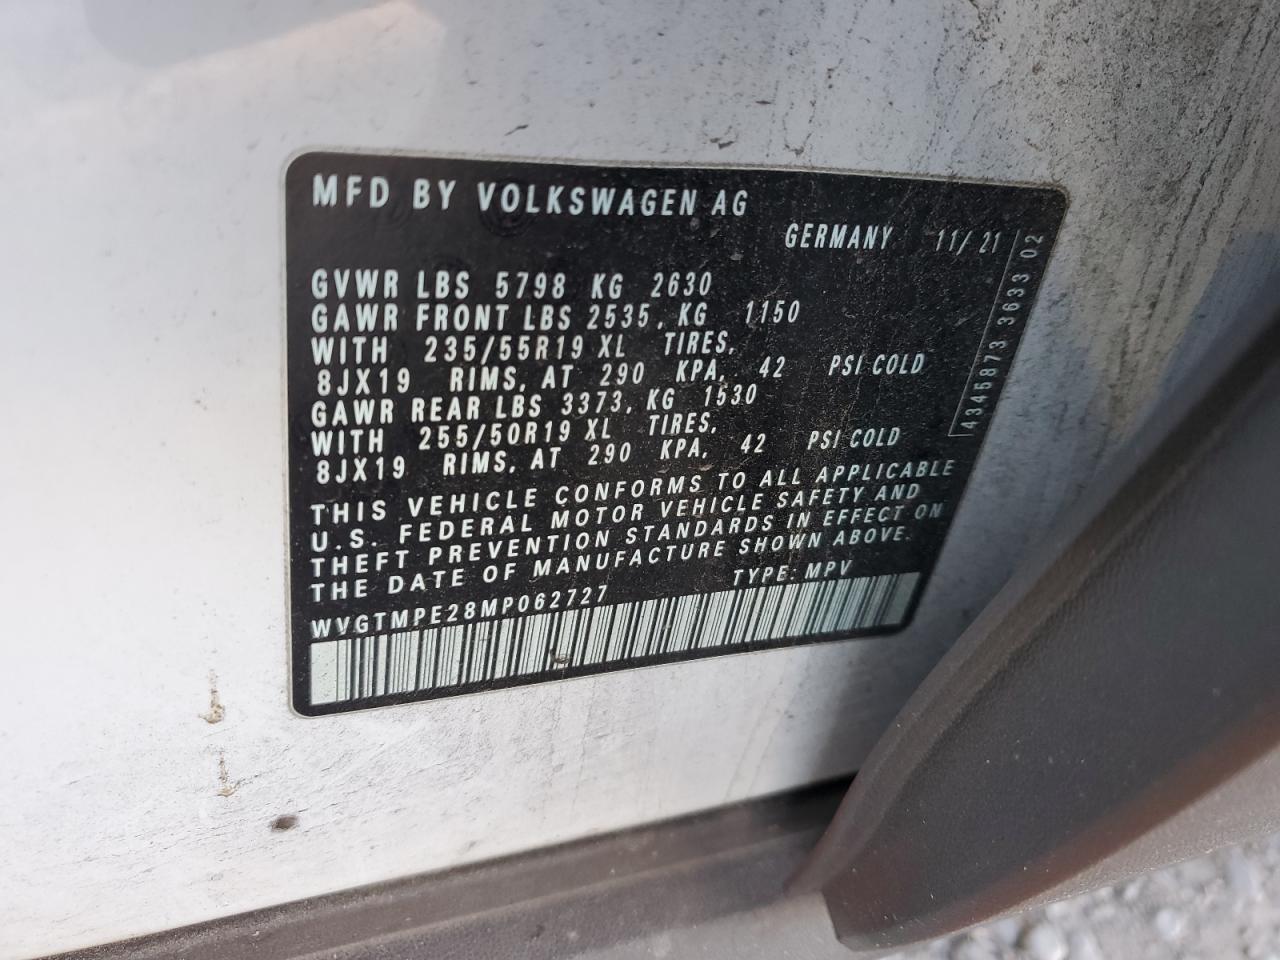 MFD BY VOLKSWAGEN AG
GERMANY 11/ 21
GVWR LBS 5798 KG 2630
GAWR FRONT LBS 2535, KG 1150
WITH 235/55R19 XL TIRES,
8JX19 RIMS, AT 290 KPA, 42 PSI COLD
GAWR REAR LBS 3373, KG 1530
WITH 255/50R19 XL TIRES,
8JX19 RIMS, AT 290 KPA, 42 PSI COLD
THIS VEHICLE CONFORMS TO ALL APPLICABLE
U.S. FEDERAL MOTOR VEHICLE SAFETY AND
THEFT PREVENTION STANDARDS IN EFFECT ON
THE DATE OF MANUFACTURE SHOWN ABOVE.
WVGTMPE28MP062727 TYPE: MPV
4345873 3633 02